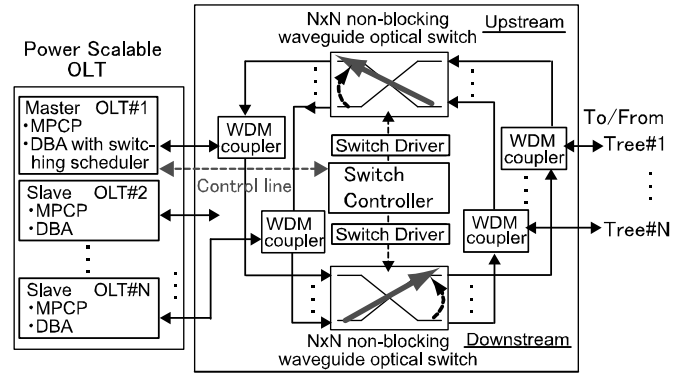 Power Scalable
OLT
Master OLT#1
・MPCP
・DBA with switc-
hing scheduler
Slave OLT#2
・MPCP
・DBA
Slave OLT#N
・MPCP
・DBA
NxN non-blocking
waveguide optical switch
Upstream
WDM
coupler
Control line
WDM
coupler
Switch Driver
Switch
Controller
Switch Driver
WDM
coupler
WDM
coupler
To/From
Tree#1
Tree#N
NxN non-blocking
waveguide optical switch
Downstream